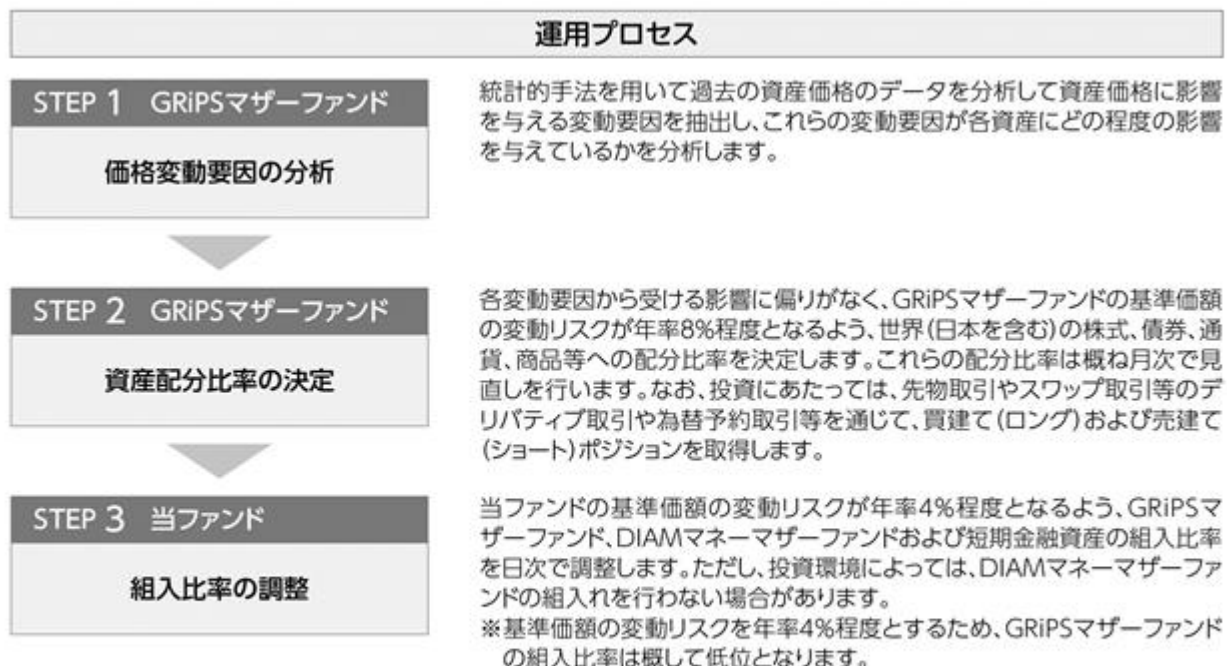 運用プロセス
STEP 1 GRiPSマザーファンド
価格変動要因の分析
統計的手法を用いて過去の資産価格のデータを分析して資産価格に影響
を与える変動要因を抽出し、これらの変動要因が各資産にどの程度の影響
を与えているかを分析します。
STEP 2 GRiPSマザーファンド
資産配分比率の決定
各変動要因から受ける影響に偏りがなく、GRiPSマザーファンドの基準価額
の変動リスクが年率8%程度となるよう、世界(日本を含む)の株式、債券、通
貨、商品等への配分比率を決定します。これらの配分比率は概ね月次で見
直しを行います。なお、投資にあたっては、先物取引やスワップ取引等のデ
リバティブ取引や為替予約取引等を通じて、買建て(ロング)および売建て
(ショート)ポジションを取得します。
STEP 3 当ファンド
組入比率の調整
当ファンドの基準価額の変動リスクが年率4%程度となるよう、GRiPSマ
ザーファンド、DIAMマネーマザーファンドおよび短期金融資産の組入比率
を日次で調整します。ただし、投資環境によっては、DIAMマネーマザーファ
ンドの組入れを行わない場合があります。
※基準価額の変動リスクを年率4%程度とするため、GRiPSマザーファンド
の組入比率は概して低位となります。